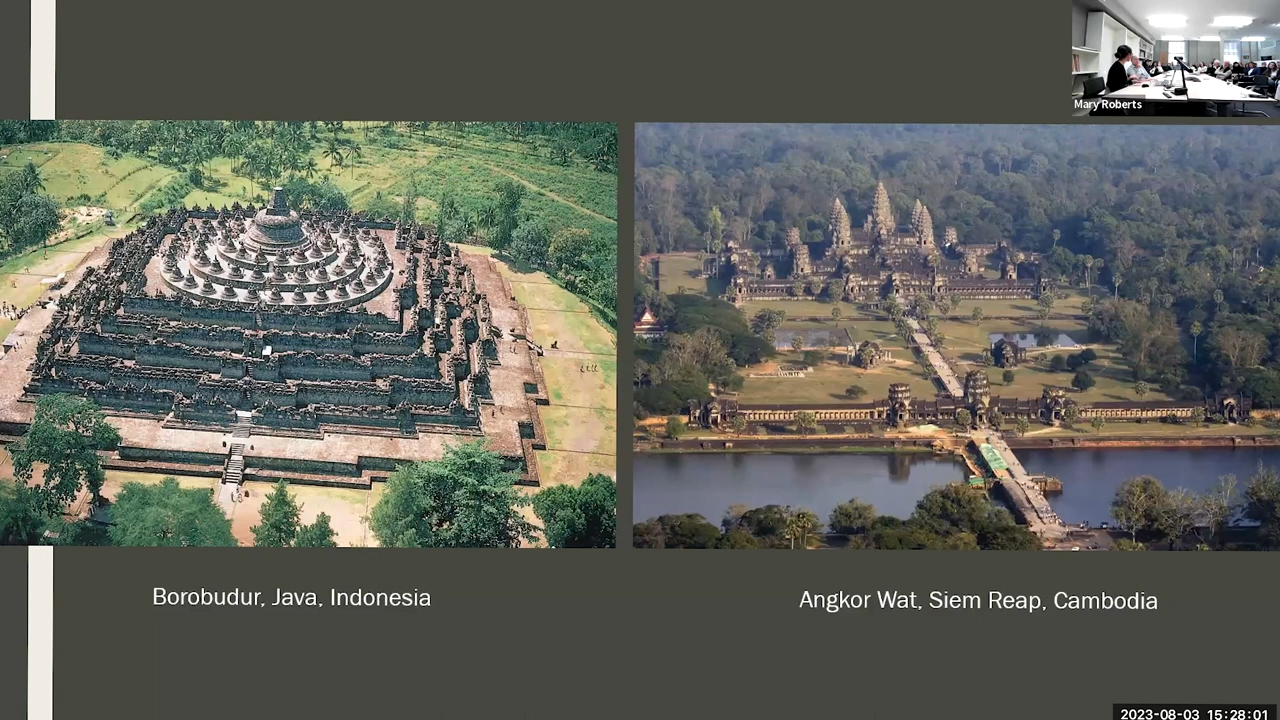 Mary Roberts
Borobudur, Java, Indonesia
Angkor Wat, Siem Reap, Cambodia
2023-08-03 15:28:01